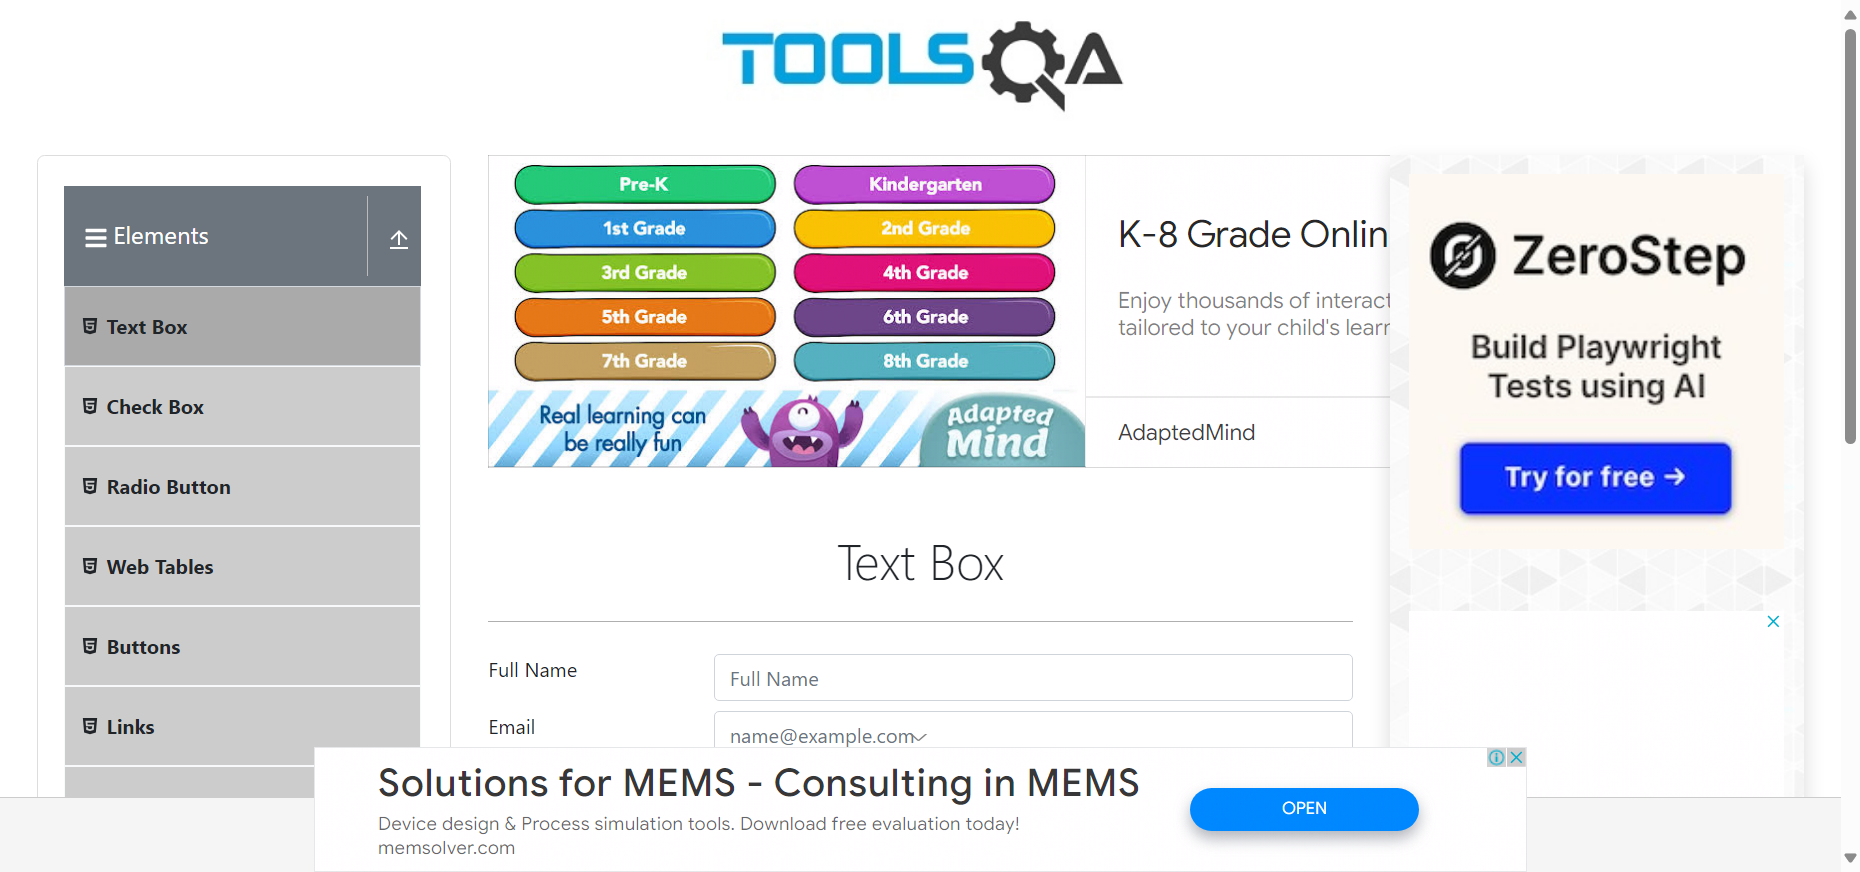 TOOLSQA
Elements
Text Box
Check Box
Radio Button
Web Tables
Buttons
Links
Pre-K
Kindergarten
1st Grade
2nd Grade
3rd Grade
4th Grade
5th Grade
6th Grade
7th Grade
8th Grade
Real learning can
be really fun
Adapted
Mind
K-8 Grade Onlin
Enjoy thousands of interact
tailored to your child's learr
AdaptedMind
ZeroStep
Build Playwright
Tests using AI
Try for free →
Text Box
Full Name
Full Name
Email
name@example.com
Solutions for MEMS - Consulting in MEMS
Device design & Process simulation tools. Download free evaluation today!
memsolver.com
OPEN